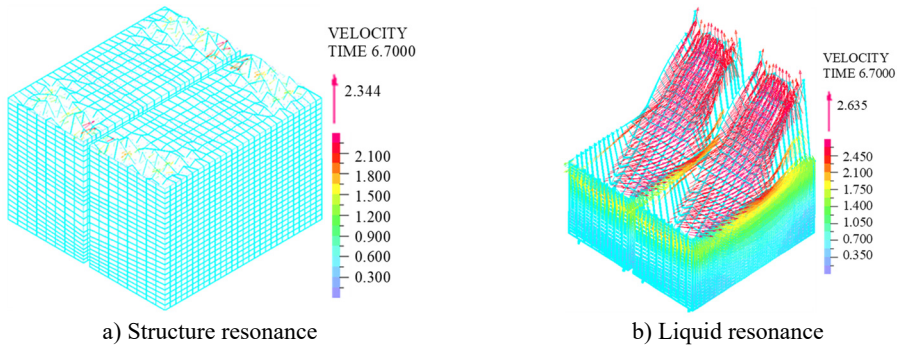 VELOCITY
TIME 6.7000
2.344
2.100
1.800
1.500
1.200
0.900
0.600
0.300
a) Structure resonance
VELOCITY
TIME 6.7000
2.635
2.450
2.100
1.750
1.400
1.050
0.700
0.350
b) Liquid resonance